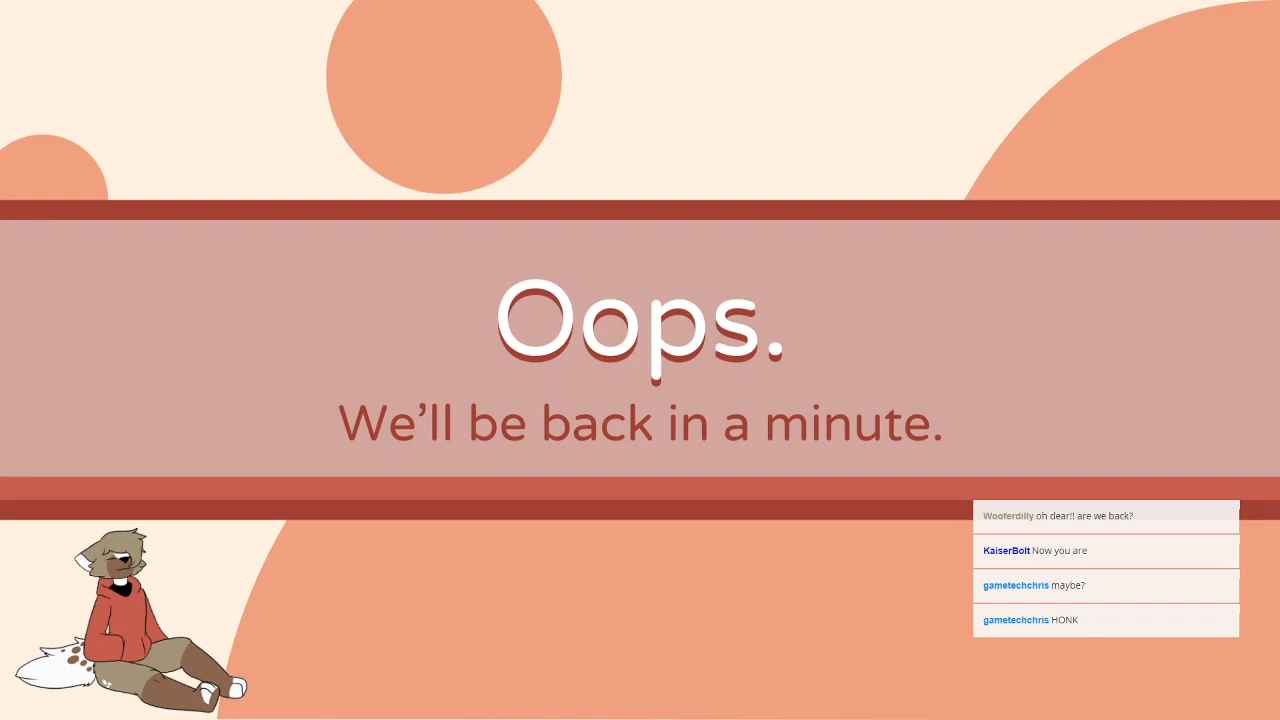 Oops.
We’ll be back in a minute.
Wooferdilly oh dear!! are we back?
KaiserBolt Now you are
gametechchris maybe?
gametechchris HONK